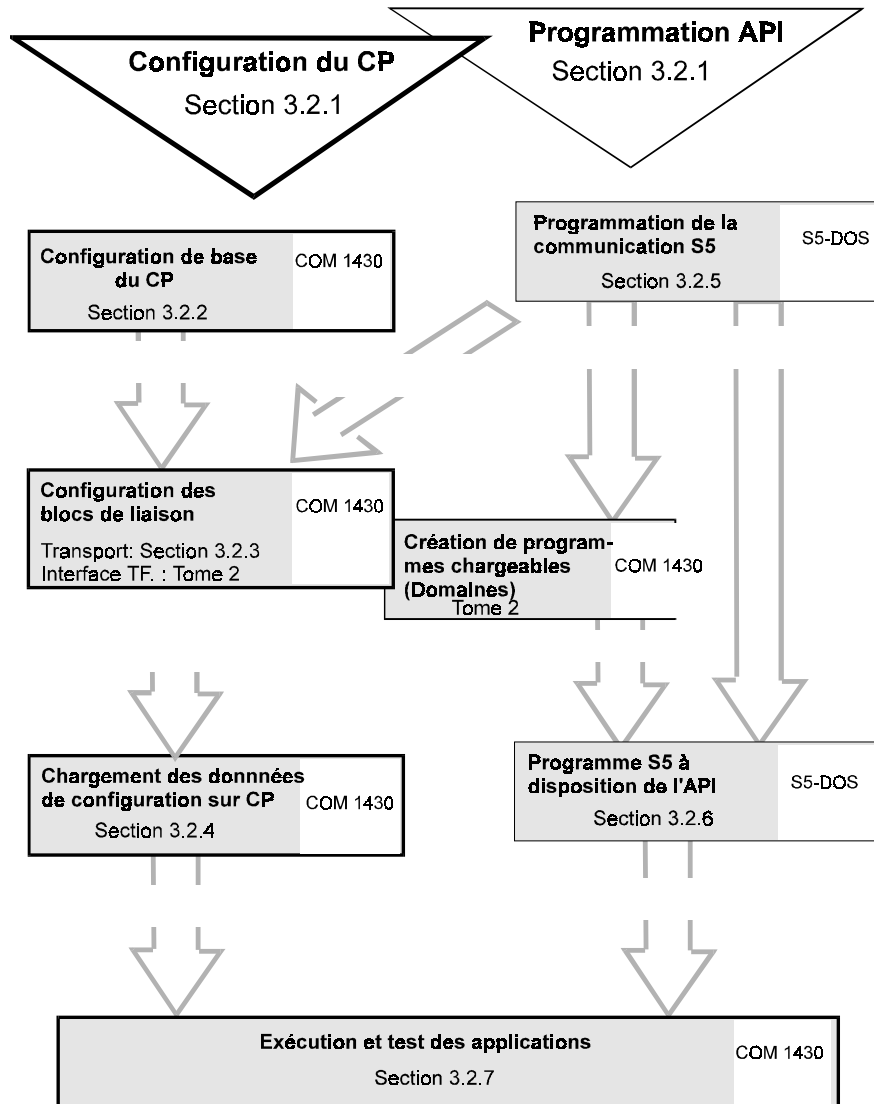 Configuration du CP
Section 3.2.1
Programmation API
Section 3.2.1
Configuration de base
du CP
Section 3.2.2
COM 1430
Programmation de la
communication S5
Section 3.2.5
S5-DOS
Configuration des
blocs de liaison
Transport: Section 3.2.3
Interface TF. : Tome 2
COM 1430
Création de program-
mes chargeables
(Domalnes)
Tome 2
COM 1430
Chargement des donnnées
de configuration sur CP
Section 3.2.4
COM 1430
Programme S5 à
disposition de l'API
Section 3.2.6
S5-DOS
Exécution et test des applications
Section 3.2.7
COM 1430